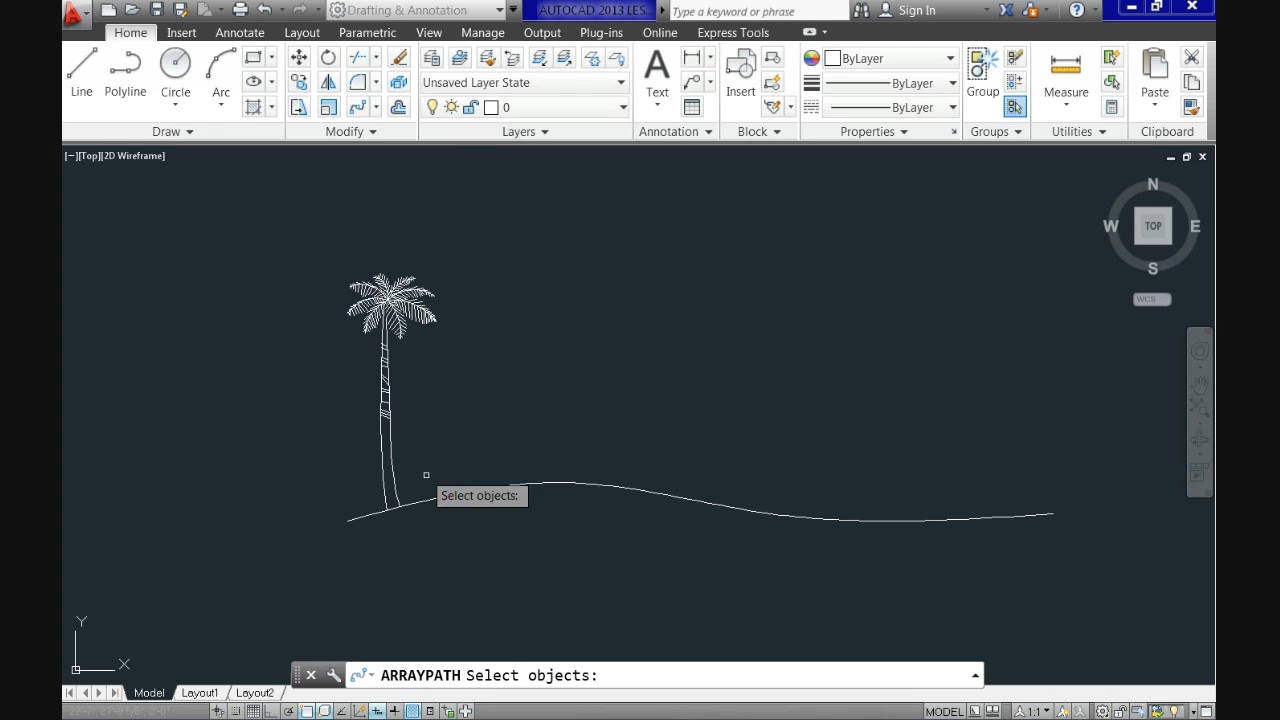 Drafting & Annotation
AUTOCAD 2013 LES
Type a keyword or phrase
Sign In
Home Insert Annotate Layout Parametric View Manage Output Plug-ins Online Express Tools
Line
Polyline
Circle
Arc
Unsaved Layer State
0
Text
Insert
ByLayer
ByLayer
ByLayer
Group
Measure
Paste
Draw Modify Layers Annotation Block Properties Groups Utilities Clipboard
[−][Top][2D Wireframe]
N
W TOP E
S
WCS
Select objects:
Y
X
ARRAYPATH Select objects:
Model Layout1 Layout2
MODEL 1:1